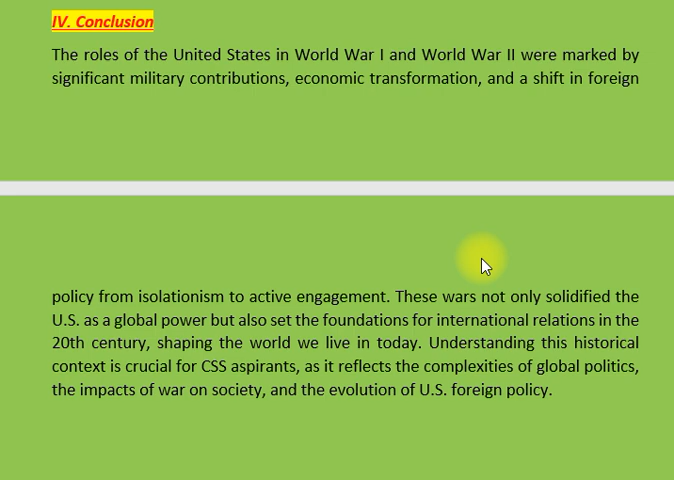 IV. Conclusion
The roles of the United States in World War I and World War II were marked by
significant military contributions, economic transformation, and a shift in foreign
policy from isolationism to active engagement. These wars not only solidified the
U.S. as a global power but also set the foundations for international relations in the
20th century, shaping the world we live in today. Understanding this historical
context is crucial for CSS aspirants, as it reflects the complexities of global politics,
the impacts of war on society, and the evolution of U.S. foreign policy.